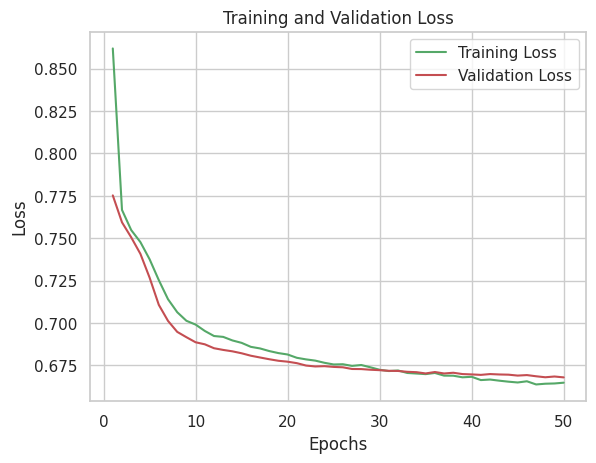 Training and Validation Loss
Training Loss
Validation Loss
0.850
0.825
0.800
0.775
0.750
0.725
0.700
0.675
Loss
0
10
20
30
40
50
Epochs